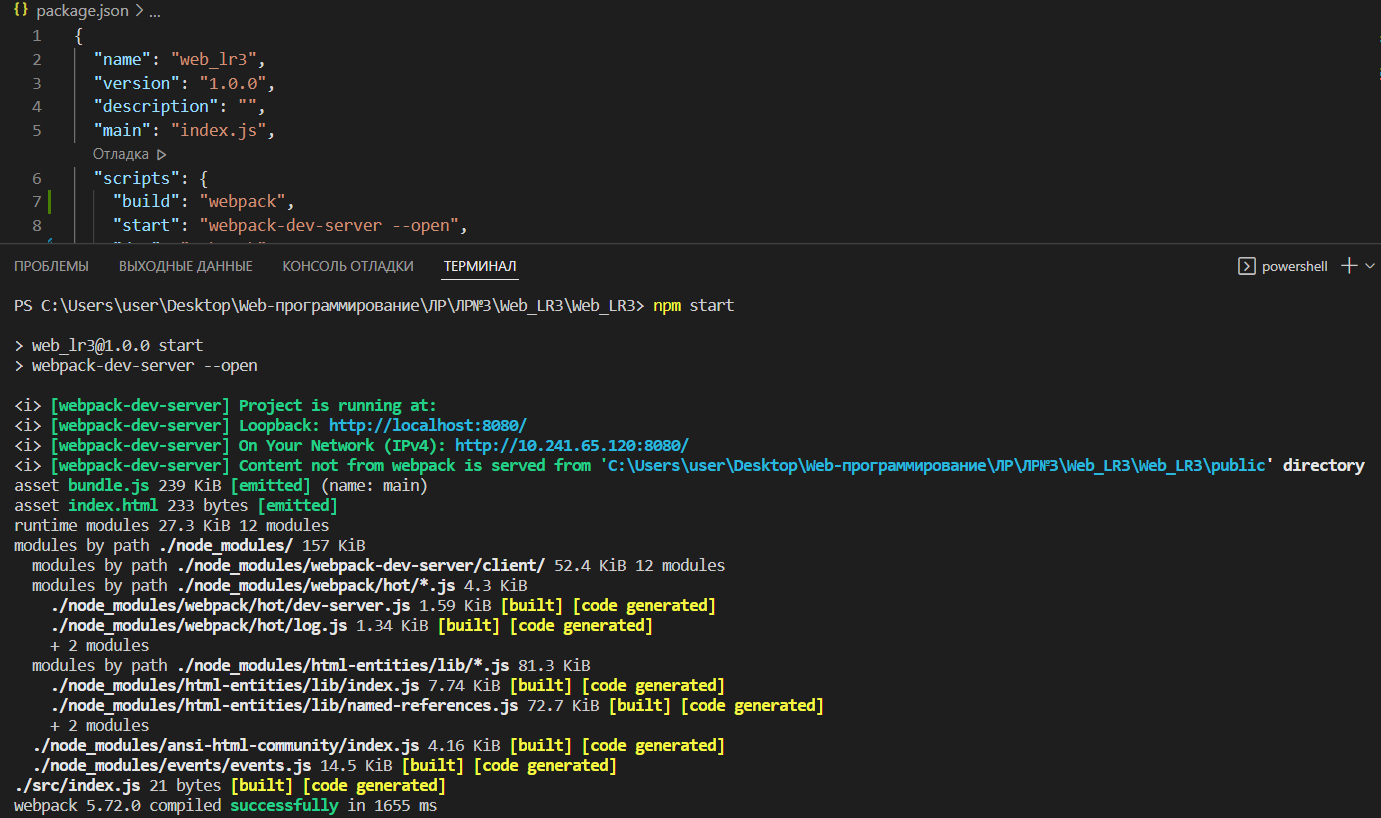 {} package.json > ...
1 {
2 "name": "web_lr3",
3 "version": "1.0.0",
4 "description": "",
5 "main": "index.js",
Отладка
6 "scripts": {
7 "build": "webpack",
8 "start": "webpack-dev-server --open",
ПРОБЛЕМЫ ВЫХОДНЫЕ ДАННЫЕ КОНСОЛЬ ОТЛАДКИ ТЕРМИНАЛ powershell
PS C:\Users\user\Desktop\Web-программирование\ЛР\ЛР№3\Web_LR3\Web_LR3> npm start
> web_lr3@1.0.0 start
> webpack-dev-server --open
<i> [webpack-dev-server] Project is running at:
<i> [webpack-dev-server] Loopback: http://localhost:8080/
<i> [webpack-dev-server] On Your Network (IPv4): http://10.241.65.120:8080/
<i> [webpack-dev-server] Content not from webpack is served from 'C:\Users\user\Desktop\Web-программирование\ЛР\ЛР№3\Web_LR3\Web_LR3\public' directory
asset bundle.js 239 KiB [emitted] (name: main)
asset index.html 233 bytes [emitted]
runtime modules 27.3 KiB 12 modules
modules by path ./node_modules/ 157 KiB
modules by path ./node_modules/webpack-dev-server/client/ 52.4 KiB 12 modules
modules by path ./node_modules/webpack/hot/*.js 4.3 KiB
./node_modules/webpack/hot/dev-server.js 1.59 KiB [built] [code generated]
./node_modules/webpack/hot/log.js 1.34 KiB [built] [code generated]
+ 2 modules
modules by path ./node_modules/html-entities/lib/*.js 81.3 KiB
./node_modules/html-entities/lib/index.js 7.74 KiB [built] [code generated]
./node_modules/html-entities/lib/named-references.js 72.7 KiB [built] [code generated]
+ 2 modules
./node_modules/ansi-html-community/index.js 4.16 KiB [built] [code generated]
./node_modules/events/events.js 14.5 KiB [built] [code generated]
./src/index.js 21 bytes [built] [code generated]
webpack 5.72.0 compiled successfully in 1655 ms